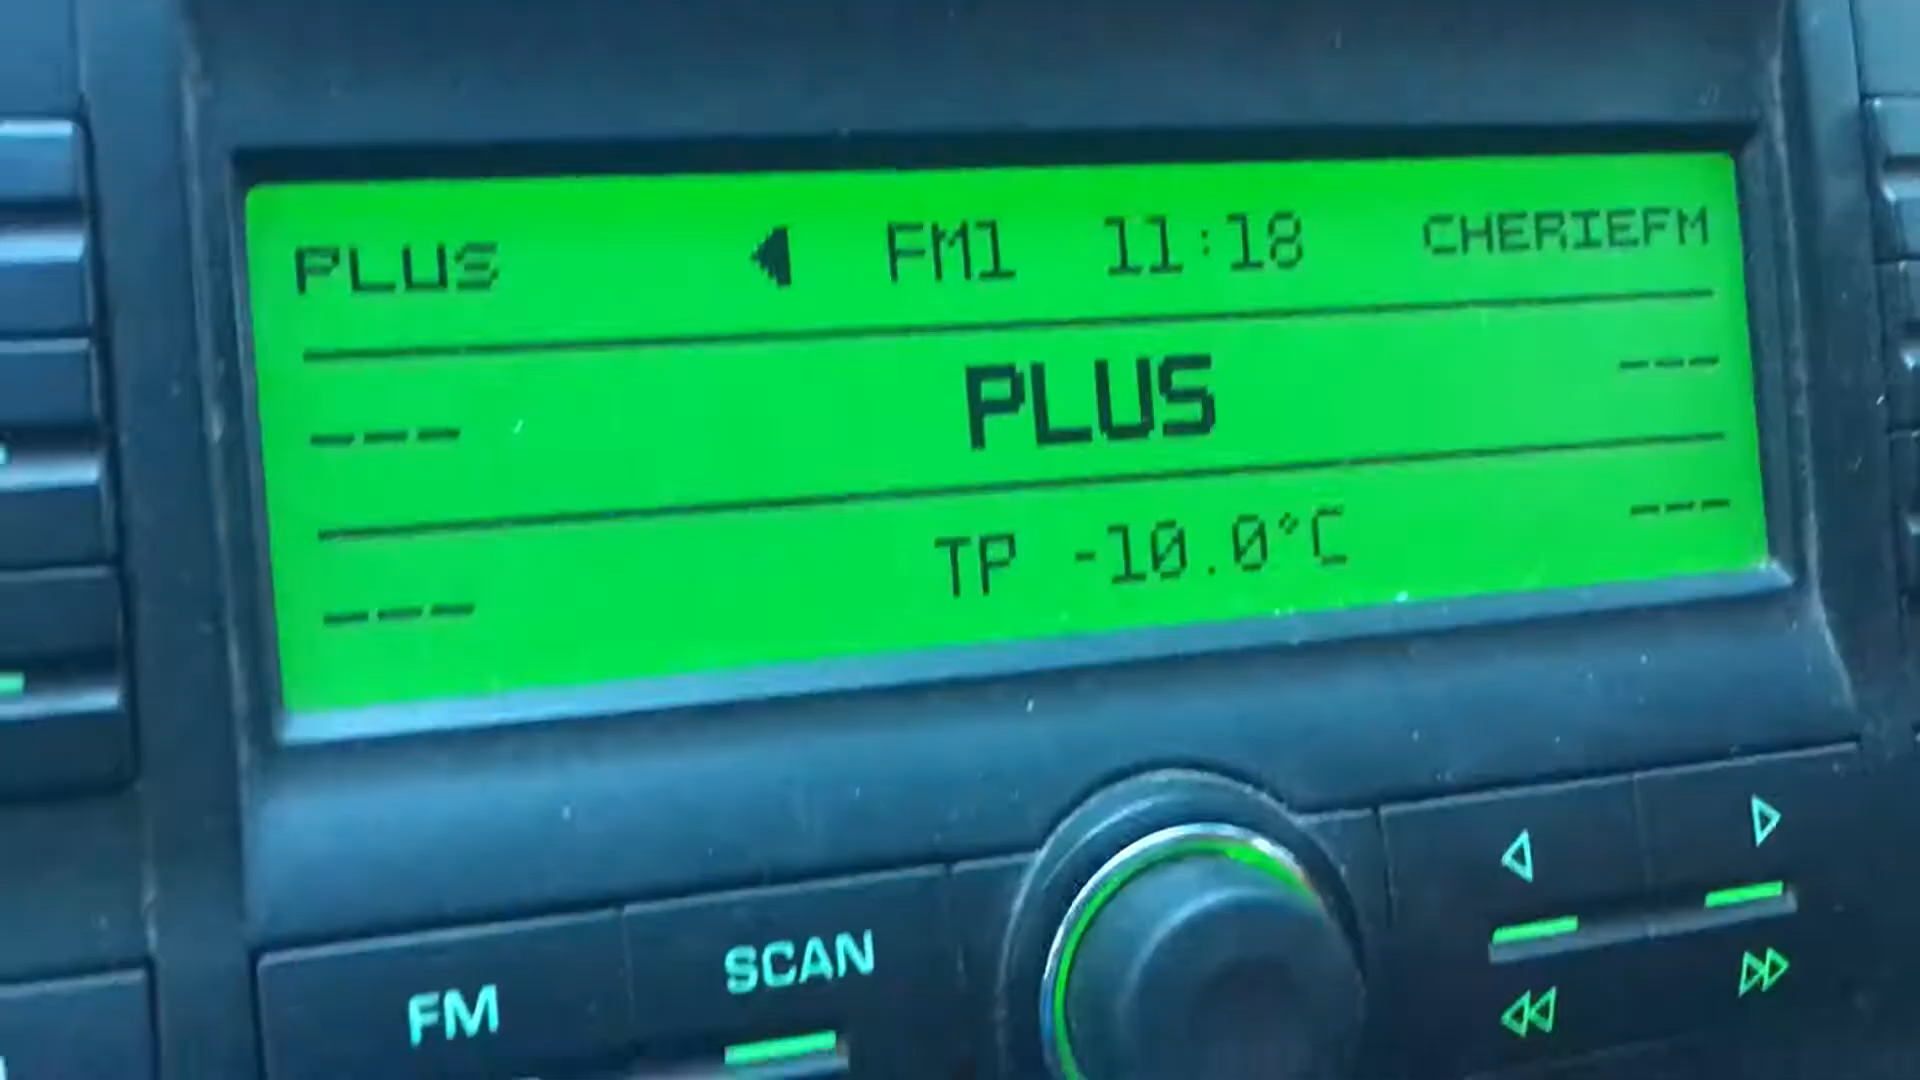 PLUS FM1 11:18 CHERIEFM
--- PLUS ---
--- TP -10.0°C ---
FM SCAN